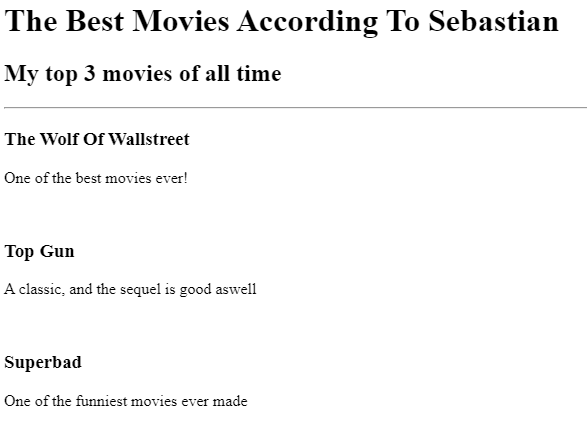 The Best Movies According To Sebastian
My top 3 movies of all time
The Wolf Of Wallstreet
One of the best movies ever!
Top Gun
A classic, and the sequel is good aswell
Superbad
One of the funniest movies ever made